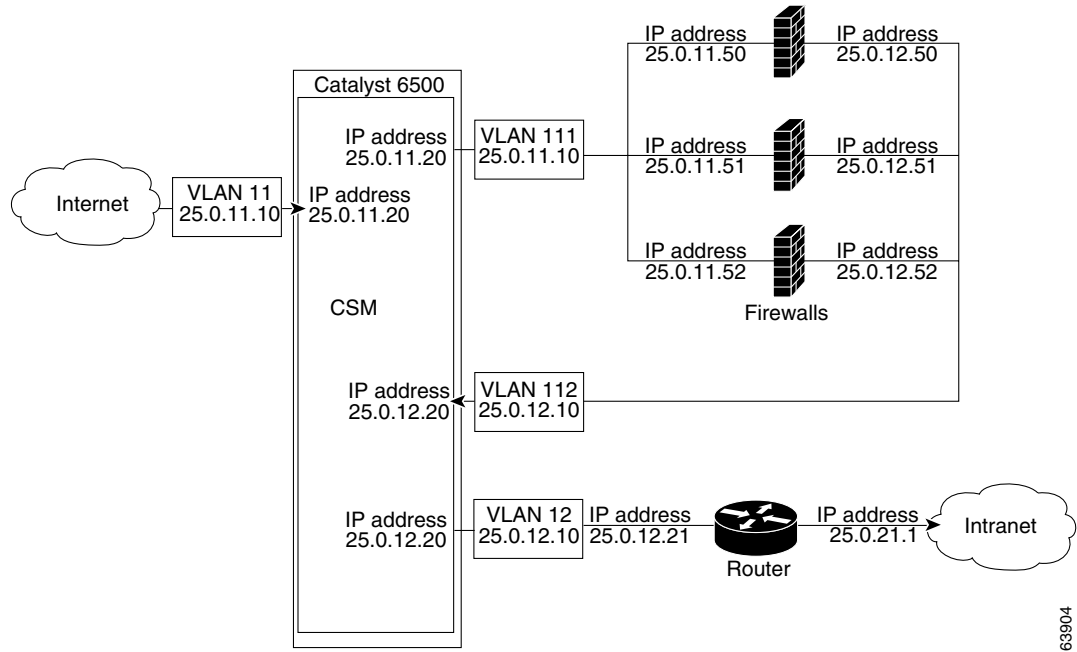 IP address
25.0.11.50
IP address
25.0.12.50
Catalyst 6500
IP address
25.0.11.20
VLAN 111
25.0.11.10
IP address
25.0.11.51
IP address
25.0.12.51
Internet
VLAN 11
25.0.11.10
IP address
25.0.11.20
IP address
25.0.11.52
IP address
25.0.12.52
Firewalls
CSM
IP address
25.0.12.20
VLAN 112
25.0.12.10
IP address
25.0.12.20
VLAN 12
25.0.12.10
IP address
25.0.12.21
Router
IP address
25.0.21.1
Intranet
63904